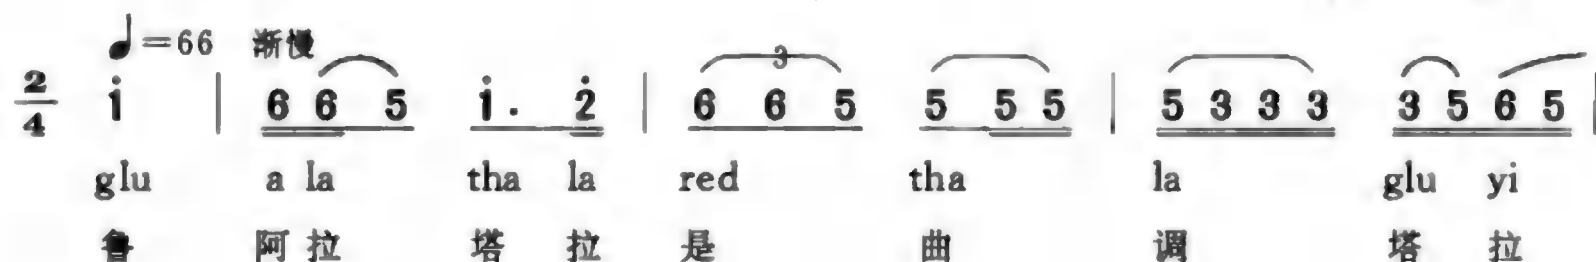 ♩=66 渐慢
2/4 i̇ | 6 6 5 i̇· 2̇ | 6 6 5 5 5 5 | 5 3 3 3 3 5 6 5
3
glu a la tha la red tha la glu yi
鲁 阿 拉 塔 拉 是 曲 调 塔 拉